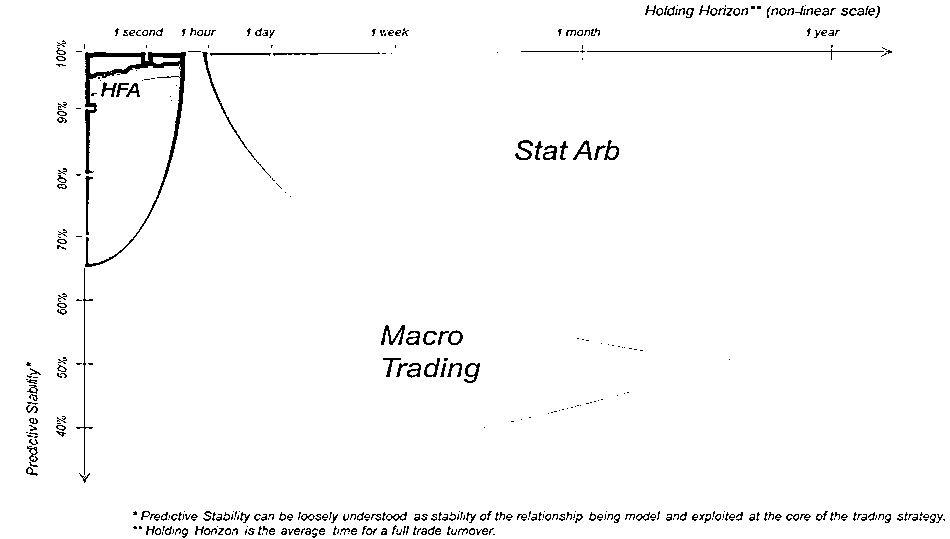 Holding Horizon** (non-linear scale)
1 second 1 hour 1 day 1 week 1 month 1 year
100%
HFA
90%
Stat Arb
80%
70%
60%
Macro
Trading
50%
40%
Predictive Stability*
* Predictive Stability can be loosely understood as stability of the relationship being model and exploited at the core of the trading strategy.
** Holding Horizon is the average time for a full trade turnover.